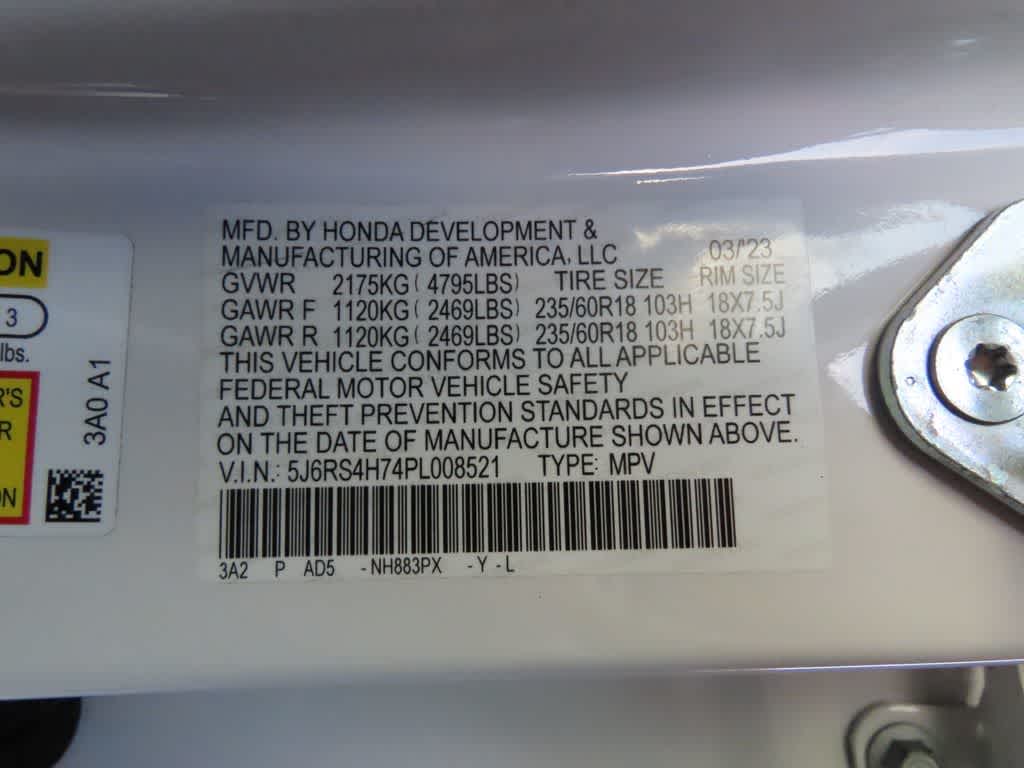 MFD. BY HONDA DEVELOPMENT &
MANUFACTURING OF AMERICA, LLC 03/'23
GVWR 2175KG( 4795LBS) TIRE SIZE RIM SIZE
GAWR F 1120KG( 2469LBS) 235/60R18 103H 18X7.5J
GAWR R 1120KG( 2469LBS) 235/60R18 103H 18X7.5J
THIS VEHICLE CONFORMS TO ALL APPLICABLE
FEDERAL MOTOR VEHICLE SAFETY
AND THEFT PREVENTION STANDARDS IN EFFECT
ON THE DATE OF MANUFACTURE SHOWN ABOVE.
V.I.N.: 5J6RS4H74PL008521 TYPE: MPV
3A2 P AD5 -NH883PX -Y -L
ON
3
lbs.
R'S
R
ON
3A0 A1